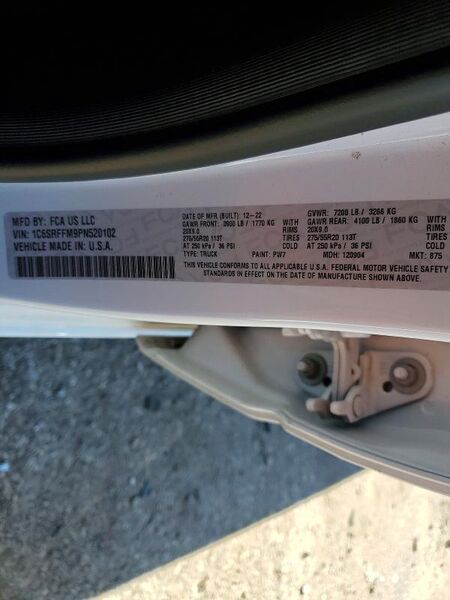 MFD BY: FCA US LLC
VIN: 1C6SRFFM9PN520102
VEHICLE MADE IN U.S.A.
DATE OF MFR (BUILT): 12-22 GVWR: 7200 LB / 3266 KG
GAWR FRONT: 3900 LB / 1770 KG GAWR REAR: 4100 LB / 1860 KG
20X9.0 RIMS 20X9.0 RIMS
275/55R20 113T TIRES 275/55R20 113T TIRES
AT 250 kPa / 36 PSI COLD AT 250 kPa / 36 PSI COLD
TYPE: TRUCK PAINT: PW7 MDH: 120904 MKT: 875
THIS VEHICLE CONFORMS TO ALL APPLICABLE U.S.A. FEDERAL MOTOR VEHICLE SAFETY
STANDARDS IN EFFECT ON THE DATE OF MANUFACTURE SHOWN ABOVE.